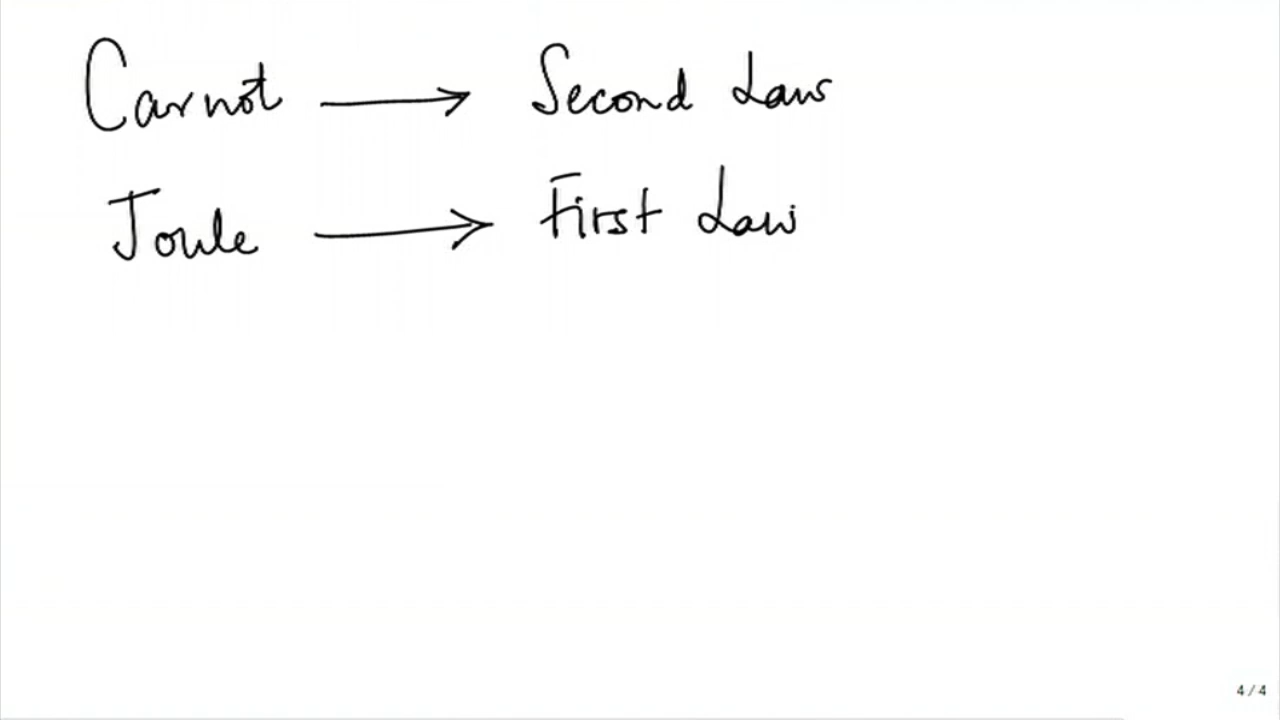 Carnot → Second Law
Joule → First Law
4/4